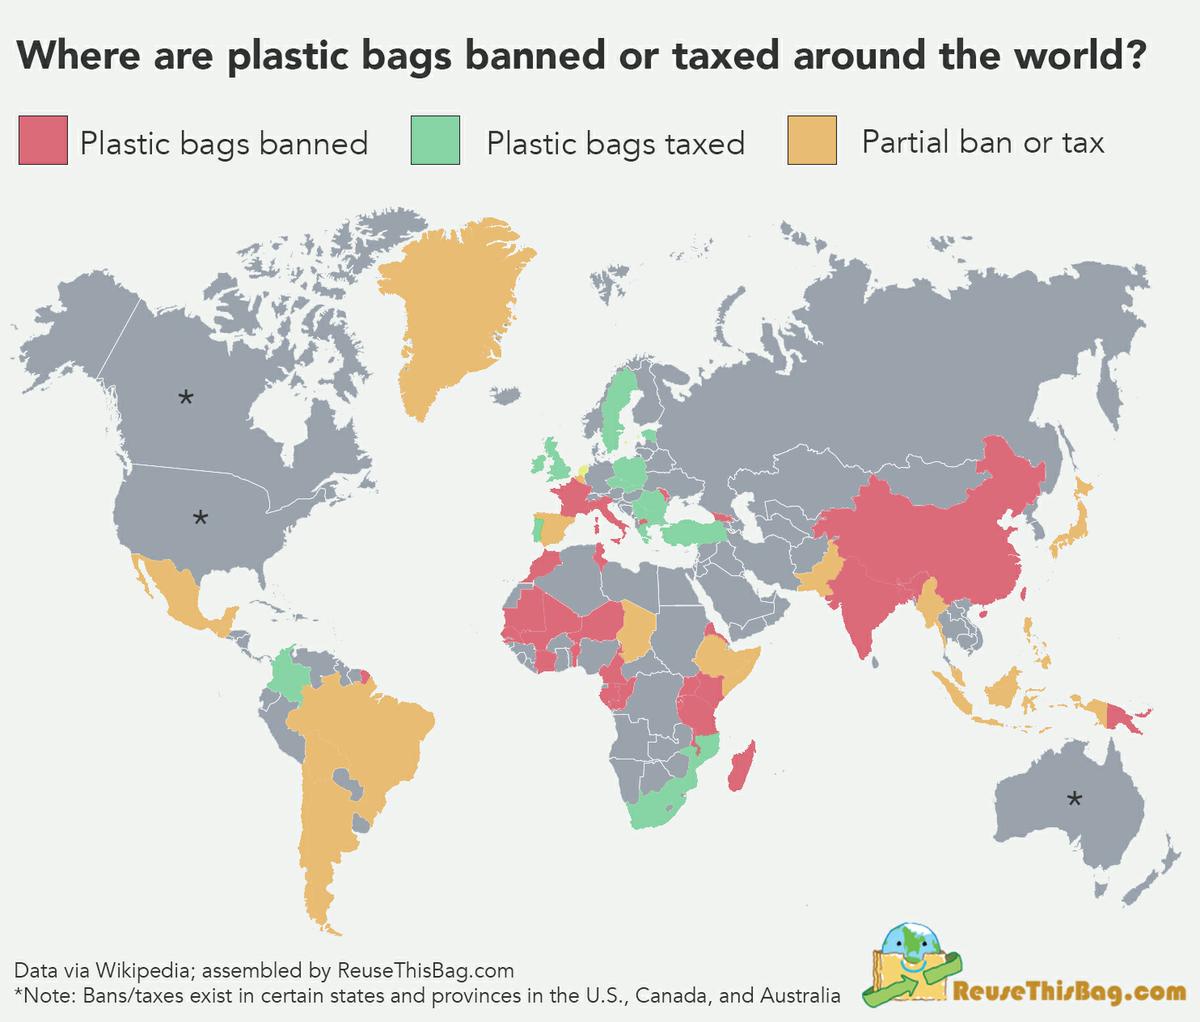 Where are plastic bags banned or taxed around the world?
Plastic bags banned
Plastic bags taxed
Partial ban or tax
*
*
*
Data via Wikipedia; assembled by ReuseThisBag.com
*Note: Bans/taxes exist in certain states and provinces in the U.S., Canada, and Australia
ReuseThisBag.com